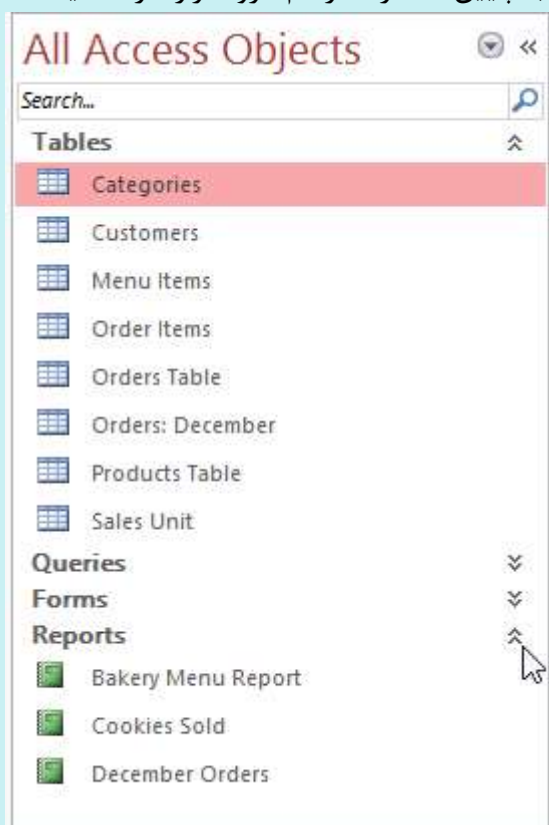 All Access Objects
Search...
Tables
Categories
Customers
Menu Items
Order Items
Orders Table
Orders: December
Products Table
Sales Unit
Queries
Forms
Reports
Bakery Menu Report
Cookies Sold
December Orders